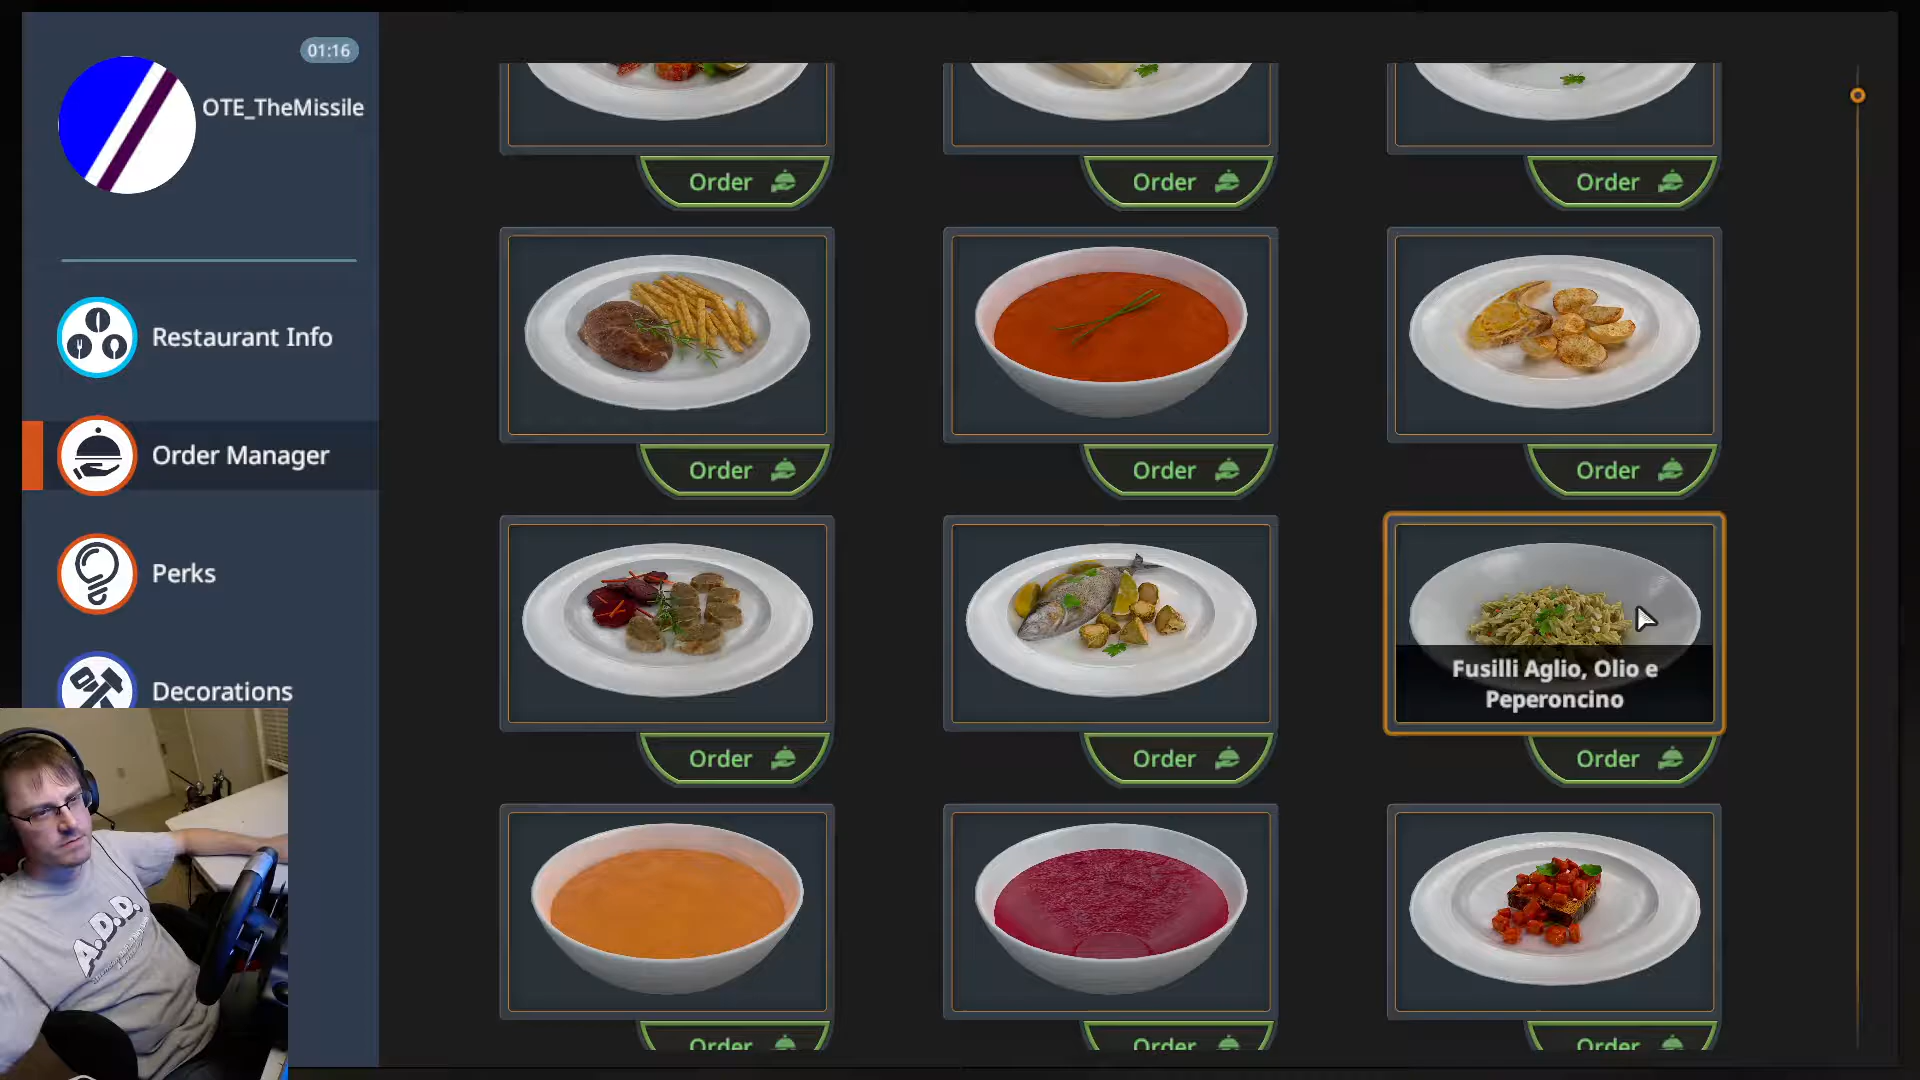 01:16
OTE_TheMissile
Restaurant Info
Order Manager
Perks
Decorations
Order
Order
Order
Order
Order
Order
Fusilli Aglio, Olio e
Peperoncino
Order
Order
Order
Order
Order
Order
A.D.D.